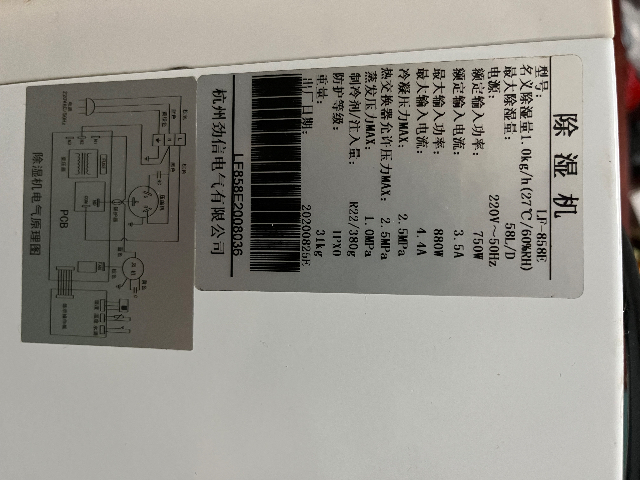 除湿机
型号: LF-858E
名义除湿量1.0kg/h(27℃/60%RH)
最大除湿量: 58L/D
电源: 220V～50Hz
额定输入功率: 750W
额定输入电流: 3.5A
最大输入功率: 880W
最大输入电流: 4.4A
冷凝压力MAX: 2.5MPa
热交换器允许压力MAX: 2.5MPa
蒸发压力MAX: 1.0MPa
制冷剂/注入量: R22/380g
防护等级: IPX0
重量: 31kg
出厂日期: 20200825E
LF858E2008036
杭州劲信电气有限公司
220V~/50Hz
PCB
除湿机电气原理图